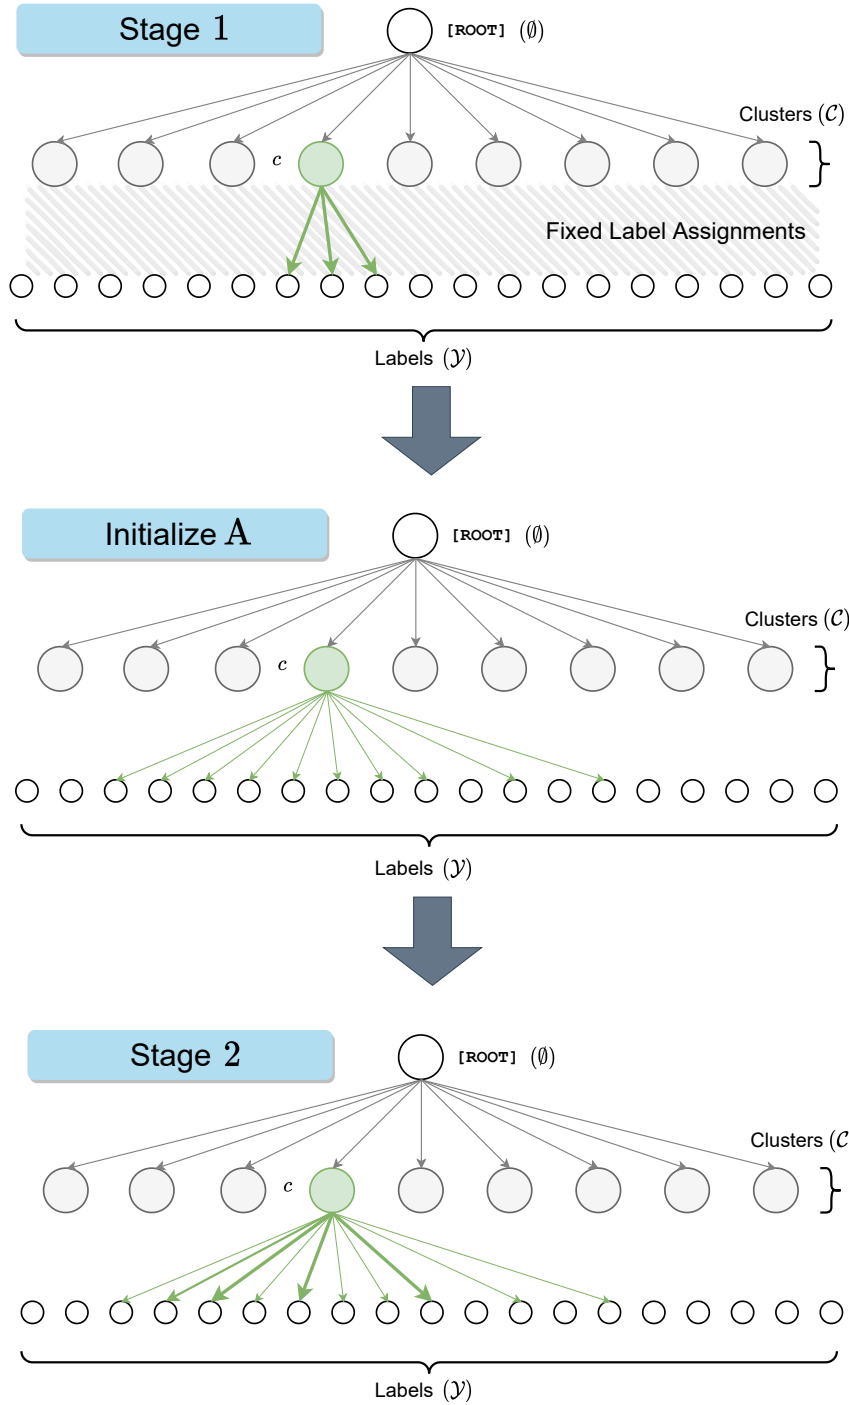 Stage 1
[ROOT] (∅)
Clusters (𝒞)
c
Fixed Label Assignments
Labels (𝒴)
Initialize A
[ROOT] (∅)
Clusters (𝒞)
c
Labels (𝒴)
Stage 2
[ROOT] (∅)
Clusters (𝒞
c
Labels (𝒴)